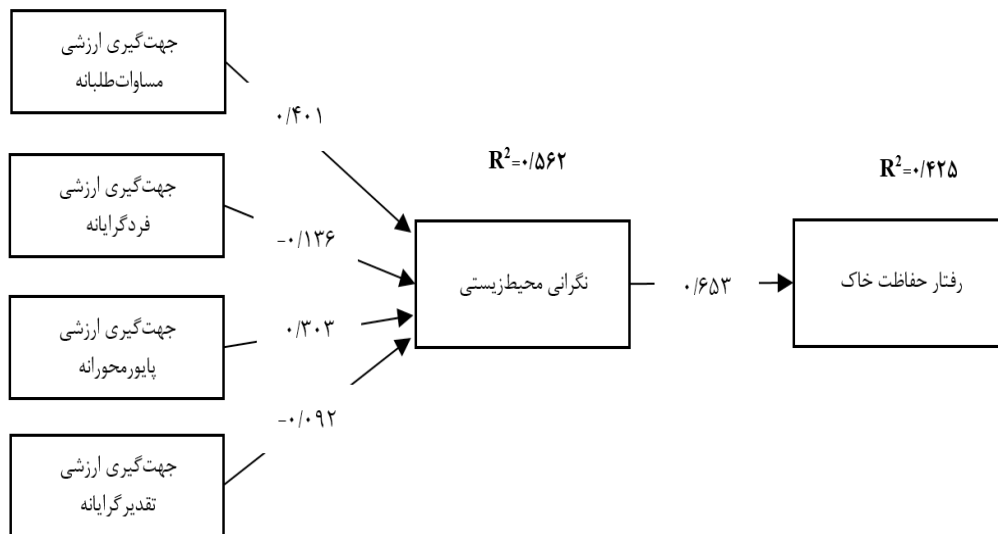 جهت‌گیری ارزشی
مساوات‌طلبانه
۰/۴۰۱
R²=۰/۵۶۲
R²=۰/۴۲۵
جهت‌گیری ارزشی
فردگرایانه
-۰/۱۳۶
نگرانی محیط‌زیستی
۰/۶۵۳
رفتار حفاظت خاک
جهت‌گیری ارزشی
پایورمحورانه
۰/۳۰۳
جهت‌گیری ارزشی
تقدیرگرایانه
-۰/۰۹۲